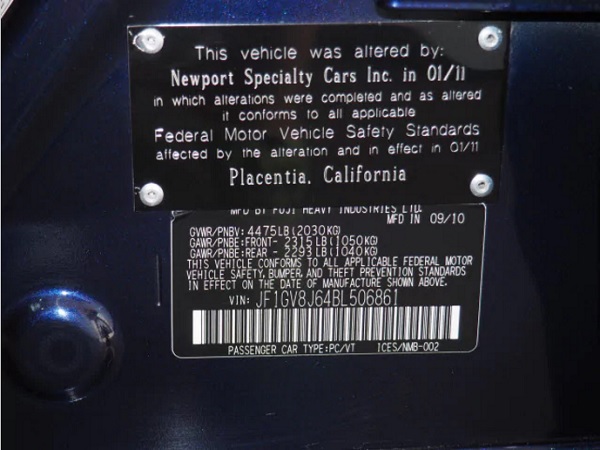 This vehicle was altered by:
Newport Specialty Cars Inc. in 01/11
in which alterations were completed and as altered
it conforms to all applicable
Federal Motor Vehicle Safety Standards
affected by the alteration and in effect in 01/11
Placentia, California
MFD BY FUJI HEAVY INDUSTRIES LTD.
MFD IN 09/10
GVWR/PNBV: 4475LB(2030KG)
GAWR/PNBE:FRONT- 2315LB(1050KG)
GAWR/PNBE:REAR - 2293LB(1040KG)
THIS VEHICLE CONFORMS TO ALL APPLICABLE FEDERAL MOTOR
VEHICLE SAFETY, BUMPER, AND THEFT PREVENTION STANDARDS
IN EFFECT ON THE DATE OF MANUFACTURE SHOWN ABOVE.
VIN: JF1GV8J64BL506861
PASSENGER CAR TYPE:PC/VT ICES/NMB-002